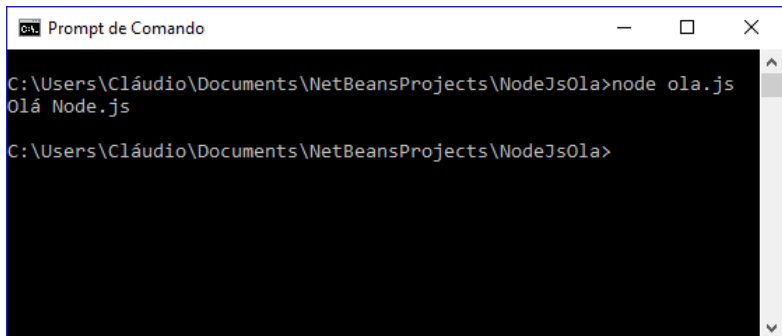 Prompt de Comando
C:\Users\Cláudio\Documents\NetBeansProjects\NodeJsOla>node ola.js
Olá Node.js
C:\Users\Cláudio\Documents\NetBeansProjects\NodeJsOla>